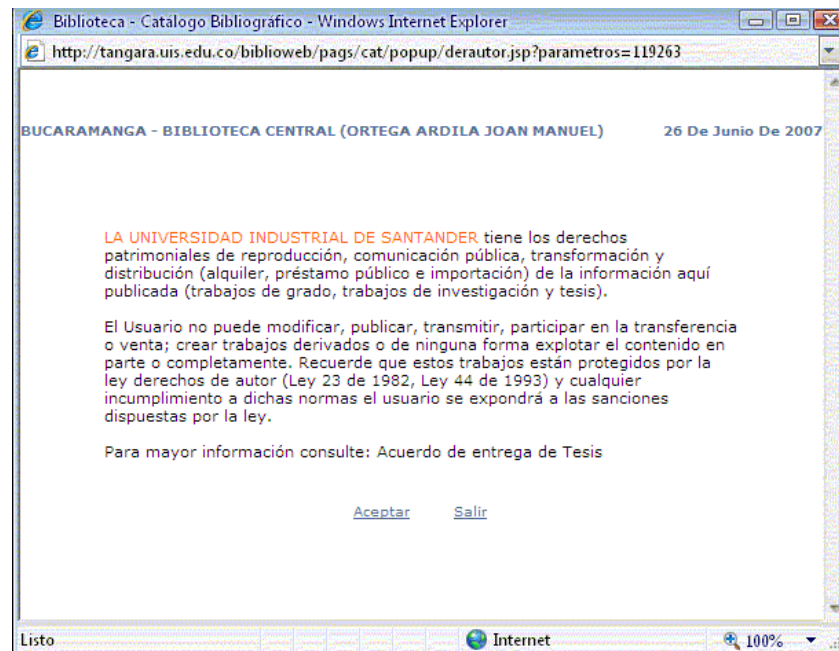 Biblioteca - Catálogo Bibliográfico - Windows Internet Explorer
http://tangara.uis.edu.co/biblioweb/pags/cat/popup/derautor.jsp?parametros=119263
BUCARAMANGA - BIBLIOTECA CENTRAL (ORTEGA ARDILA JOAN MANUEL) 26 De Junio De 2007
LA UNIVERSIDAD INDUSTRIAL DE SANTANDER tiene los derechos
patrimoniales de reproducción, comunicación pública, transformación y
distribución (alquiler, préstamo público e importación) de la información aquí
publicada (trabajos de grado, trabajos de investigación y tesis).
El Usuario no puede modificar, publicar, transmitir, participar en la transferencia
o venta; crear trabajos derivados o de ninguna forma explotar el contenido en
parte o completamente. Recuerde que estos trabajos están protegidos por la
ley derechos de autor (Ley 23 de 1982, Ley 44 de 1993) y cualquier
incumplimiento a dichas normas el usuario se expondrá a las sanciones
dispuestas por la ley.
Para mayor información consulte: Acuerdo de entrega de Tesis
Aceptar Salir
Listo Internet 100%